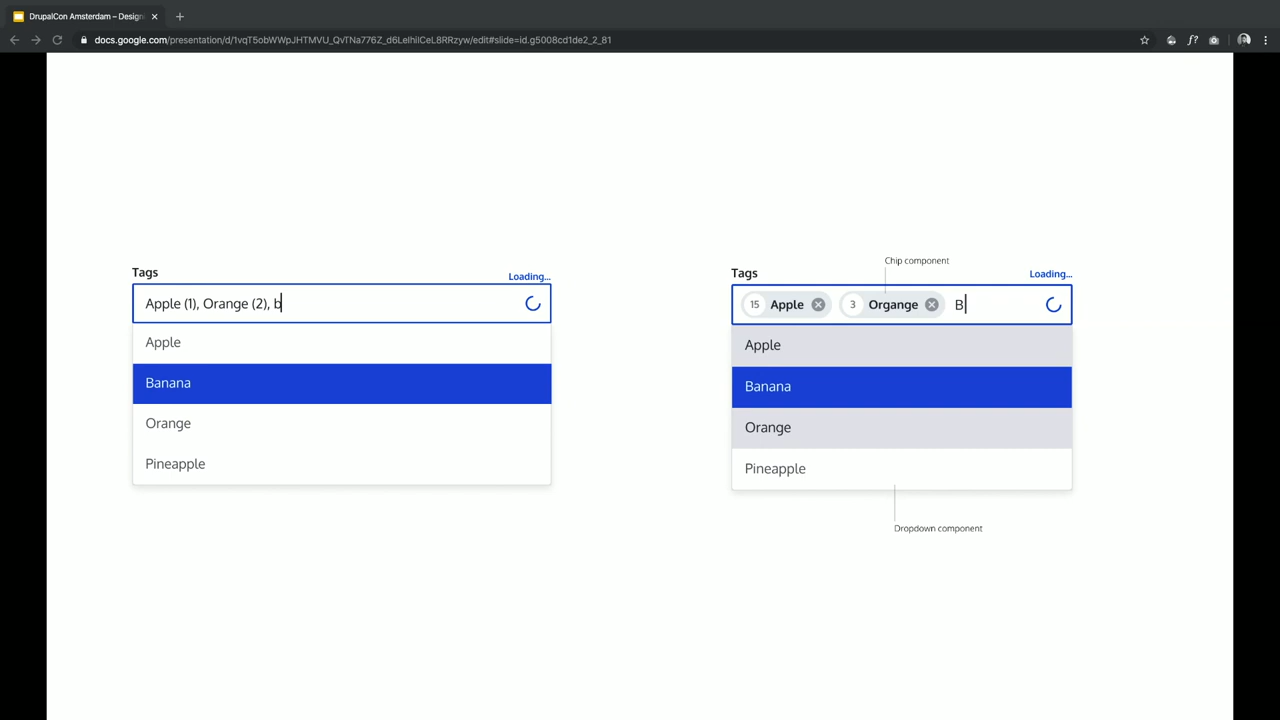 DrupalCon Amsterdam – Design
docs.google.com/presentation/d/1vqT5obWWpJHTMVU_QvTNa776Z_d6LelhiICeL8RRzyw/edit#slide=id.g5008cd1de2_2_81
f?
Tags
Loading...
Apple (1), Orange (2), b
Apple
Banana
Orange
Pineapple
Chip component
Tags
Loading...
15 Apple 3 Organge B
Apple
Banana
Orange
Pineapple
Dropdown component